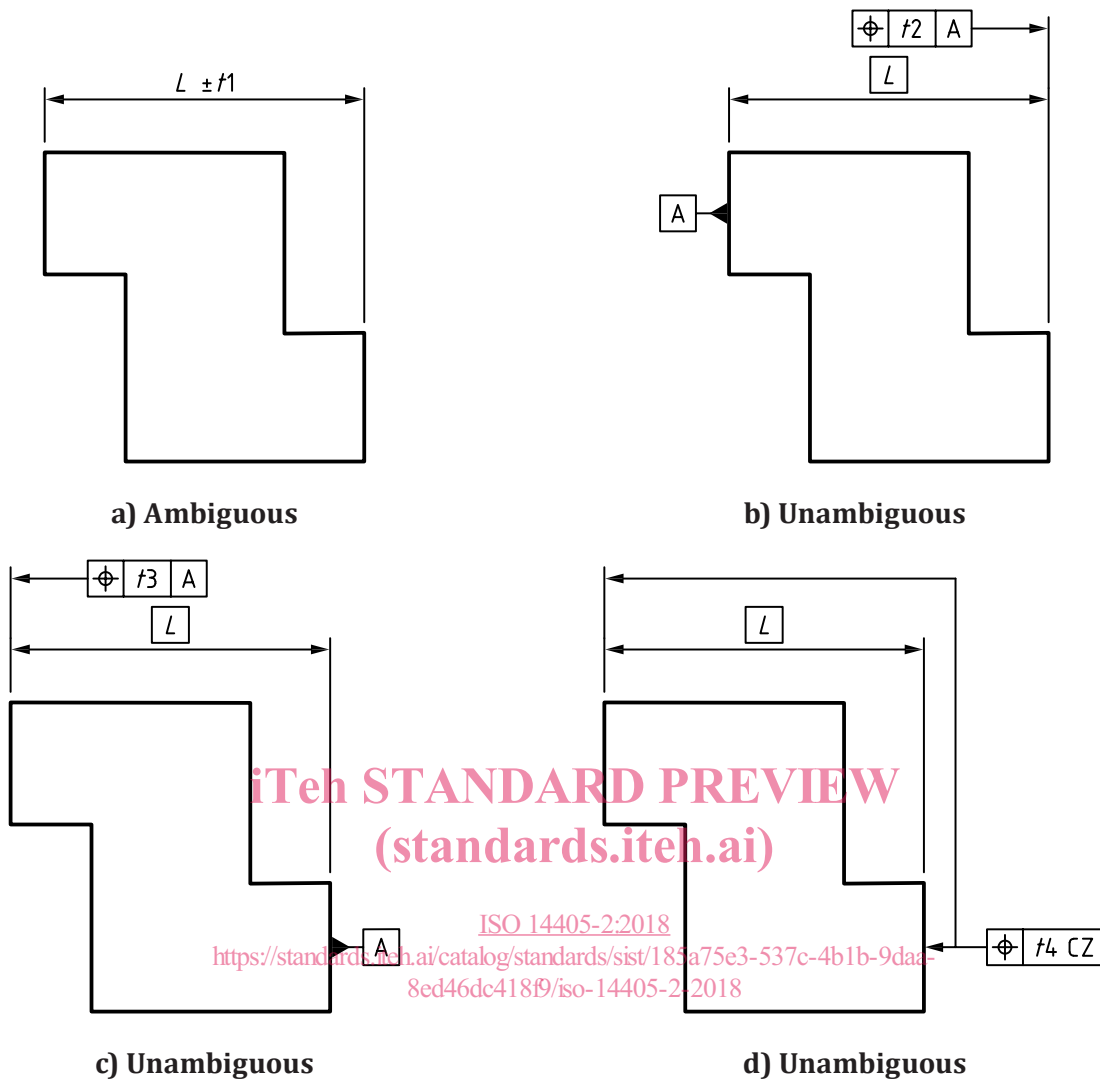 ⌖ t2 A
L ±t1
L
A
a) Ambiguous
b) Unambiguous
⌖ t3 A
L
L
iTeh STANDARD PREVIEW
(standards.iteh.ai)
ISO 14405-2:2018
A
⌖ t4 CZ
https://standards.iteh.ai/catalog/standards/sist/185a75e3-537c-4b1b-9daa-
8ed46dc418f9/iso-14405-2-2018
c) Unambiguous
d) Unambiguous